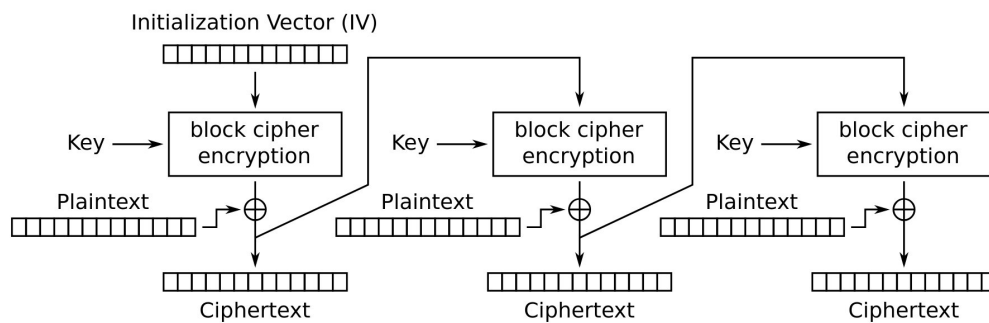 Initialization Vector (IV)
Key
block cipher
encryption
Key
block cipher
encryption
Key
block cipher
encryption
Plaintext
Plaintext
Plaintext
Ciphertext
Ciphertext
Ciphertext